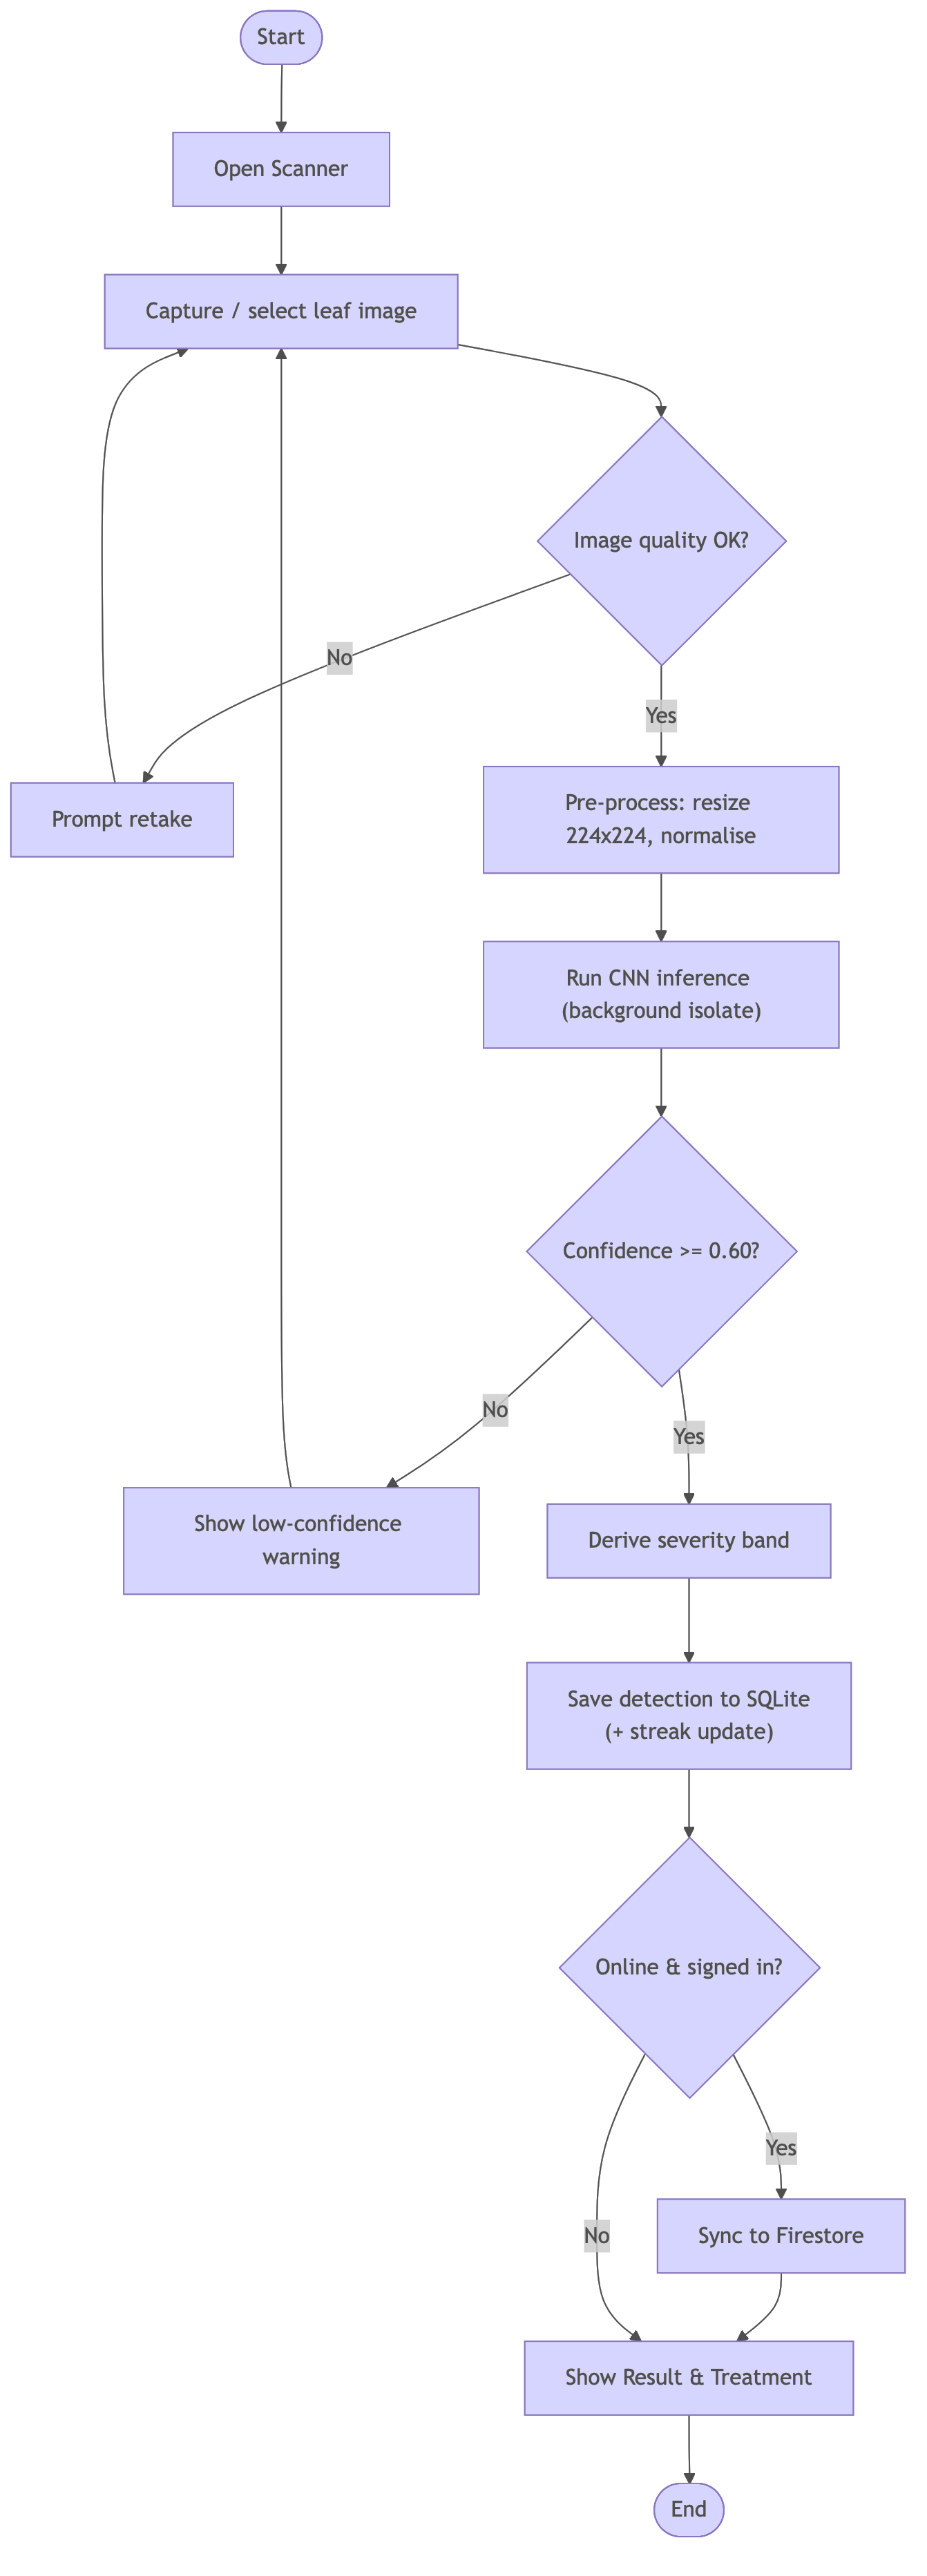 Start
Open Scanner
Capture / select leaf image
Image quality OK?
No
Yes
Pre-process: resize
224x224, normalise
Prompt retake
Run CNN inference
(background isolate)
Confidence >= 0.60?
No
Yes
Show low-confidence
warning
Derive severity band
Save detection to SQLite
(+ streak update)
Online & signed in?
Yes
No
Sync to Firestore
Show Result & Treatment
End